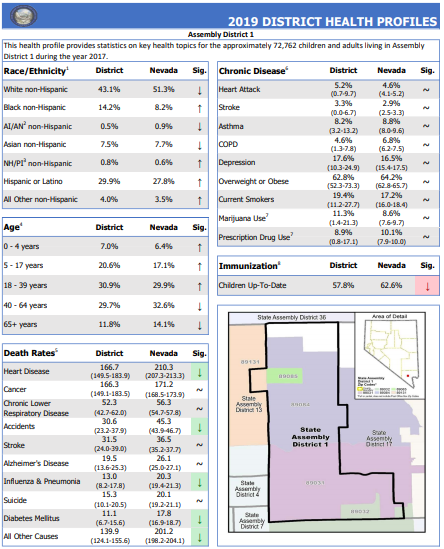 2019 DISTRICT HEALTH PROFILES
Assembly District 1
This health profile provides statistics on key health topics for the approximately 72,762 children and adults living in Assembly
District 1 during the year 2017.
Race/Ethnicity¹ District Nevada Sig.
White non-Hispanic 43.1% 51.3% ↓
Black non-Hispanic 14.2% 8.2% ↑
AI/AN² non-Hispanic 0.5% 0.9% ↓
Asian non-Hispanic 7.5% 7.7% ↓
NH/PI³ non-Hispanic 0.8% 0.6% ↑
Hispanic or Latino 29.9% 27.8% ↑
All Other non-Hispanic 4.0% 3.5% ↑
Age⁴ District Nevada Sig.
0 - 4 years 7.0% 6.4% ↑
5 - 17 years 20.6% 17.1% ↑
18 - 39 years 30.9% 29.9% ↑
40 - 64 years 29.7% 32.6% ↓
65+ years 11.8% 14.1% ↓
Death Rates⁵ District Nevada Sig.
Heart Disease 166.7 210.3 ↓
(149.5-183.9) (207.3-213.3)
Cancer 166.3 171.2 ~
(149.1-183.5) (168.5-173.9)
Chronic Lower 52.3 56.3 ~
Respiratory Disease (42.7-62.0) (54.7-57.8)
Accidents 30.6 45.3 ↓
(23.2-37.9) (43.9-46.7)
Stroke 31.5 36.5 ~
(24.0-39.0) (35.2-37.7)
Alzheimer's Disease 19.5 26.1 ~
(13.6-25.3) (25.0-27.1)
Influenza & Pneumonia 13.0 20.3 ↓
(8.2-17.8) (19.4-21.3)
Suicide 15.3 20.1 ~
(10.1-20.5) (19.2-21.1)
Diabetes Mellitus 11.1 17.8 ↓
(6.7-15.6) (16.9-18.7)
All Other Causes 139.9 201.2 ↓
(124.1-155.6) (198.2-204.1)
Chronic Disease⁶ District Nevada Sig.
Heart Attack 5.2% 4.6% ~
(0.7-9.7) (4.1-5.2)
Stroke 3.3% 2.9% ~
(0.0-6.7) (2.5-3.3)
Asthma 8.2% 8.8% ~
(3.2-13.2) (8.0-9.6)
COPD 4.6% 6.8% ~
(1.3-7.8) (6.2-7.5)
Depression 17.6% 16.5% ~
(10.3-24.9) (15.4-17.5)
Overweight or Obese 62.8% 64.2% ~
(52.3-73.3) (62.8-65.7)
Current Smokers 19.4% 17.2% ~
(11.2-27.7) (16.0-18.4)
Marijuana Use⁷ 11.3% 8.6% ~
(1.4-21.3) (7.6-9.7)
Prescription Drug Use⁷ 8.9% 10.1% ~
(0.8-17.1) (7.9-10.0)
Immunization⁸ District Nevada Sig.
Children Up-To-Date 57.8% 62.6% ↓
State Assembly District 36
Area of Detail
89131
89085
State
Assembly
District 13
89084
State
Assembly
District 1
State
Assembly
District 17
State Assembly
District 1
Zip Codes
State
Assembly
District 4
89031
State
Assembly
District 7
89032